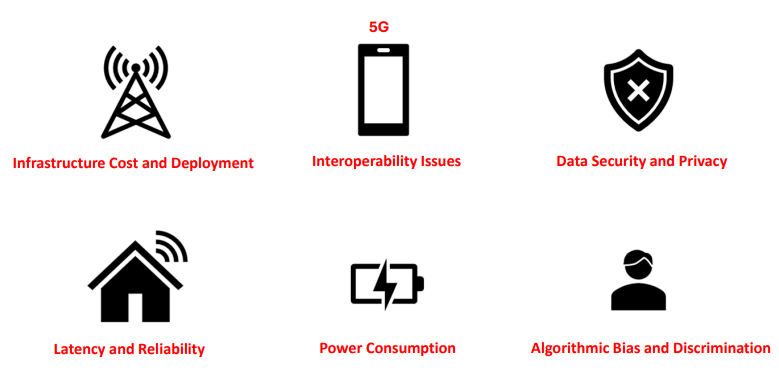 5G
Infrastructure Cost and Deployment
Interoperability Issues
Data Security and Privacy
Latency and Reliability
Power Consumption
Algorithmic Bias and Discrimination